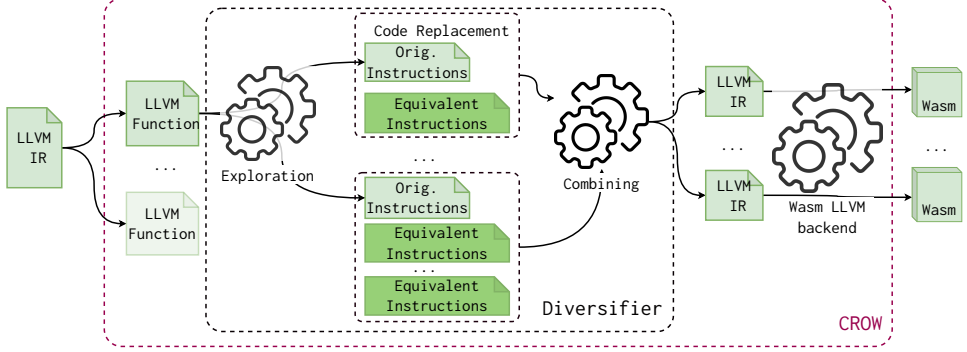 LLVM
IR
LLVM
Function
...
LLVM
Function
Exploration
Code Replacement
Orig.
Instructions
Equivalent
Instructions
...
Orig.
Instructions
Equivalent
Instructions
...
Equivalent
Instructions
Combining
Diversifier
LLVM
IR
...
LLVM
IR
Wasm LLVM
backend
CROW
Wasm
...
Wasm